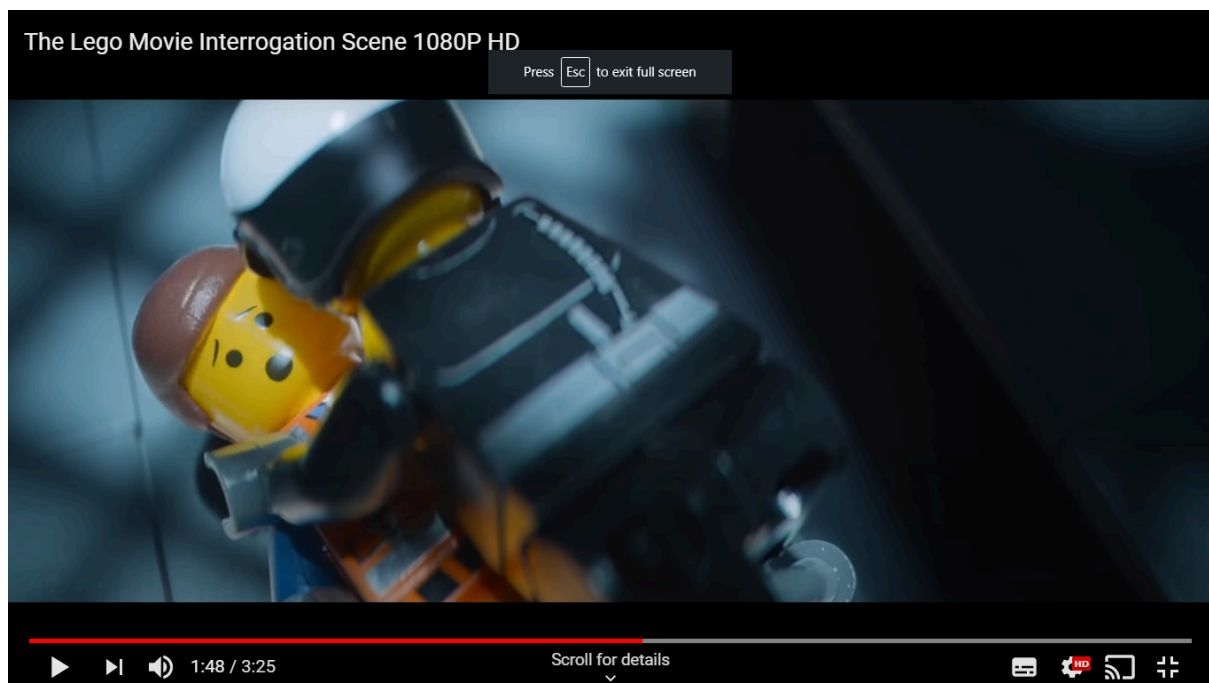 The Lego Movie Interrogation Scene 1080P HD
Press Esc to exit full screen
1:48 / 3:25
Scroll for details
HD